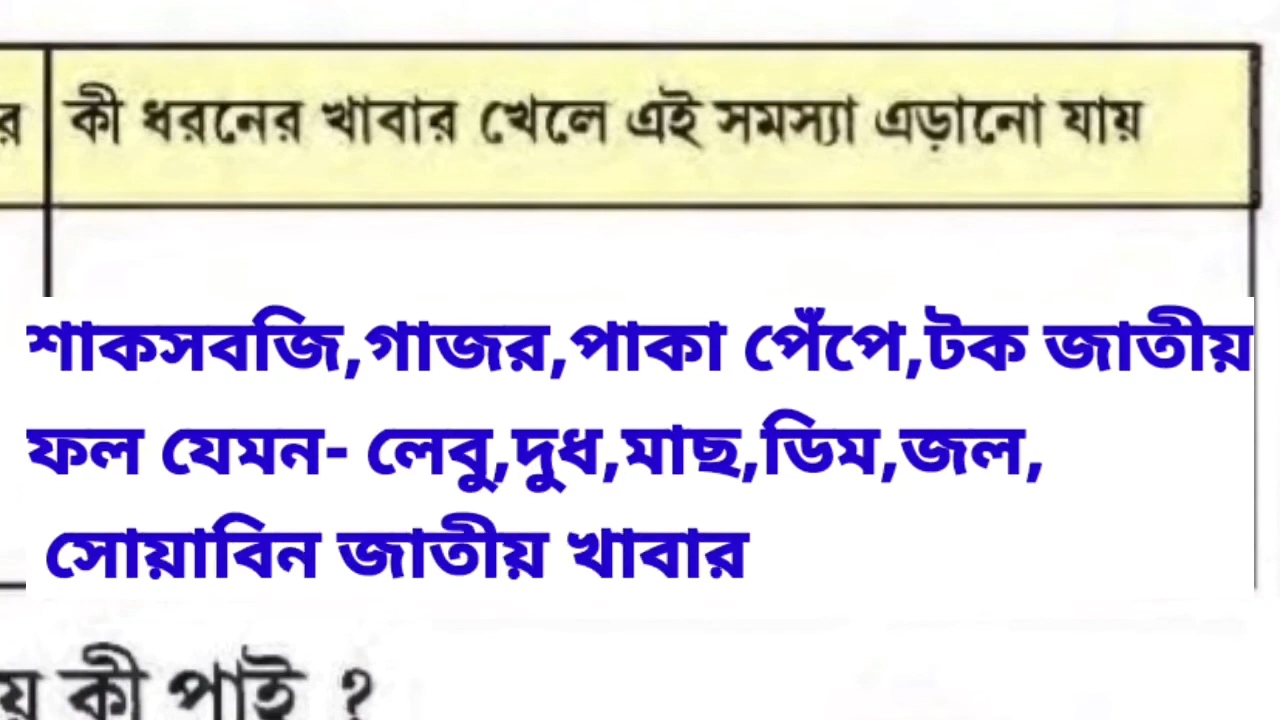 র কী ধরনের খাবার খেলে এই সমস্যা এড়ানো যায়
শাকসবজি,গাজর,পাকা পেঁপে,টক জাতীয়
ফল যেমন- লেবু,দুধ,মাছ,ডিম,জল,
সোয়াবিন জাতীয় খাবার
য় কী পাই ?